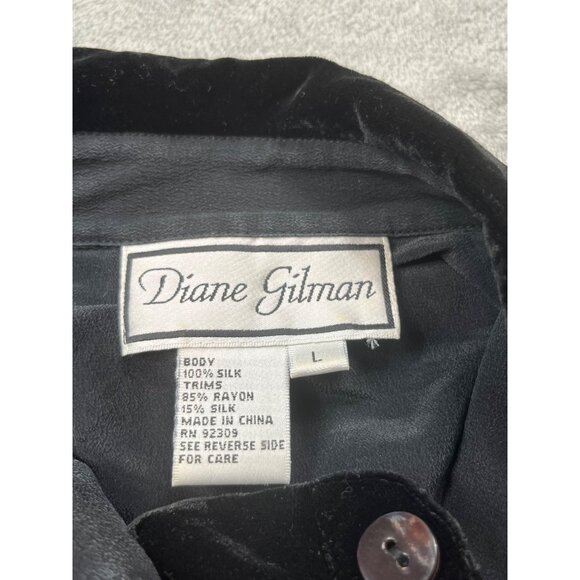 Diane Gilman
L
BODY
100% SILK
TRIMS
85% RAYON
15% SILK
MADE IN CHINA
RN 92309
SEE REVERSE SIDE
FOR CARE